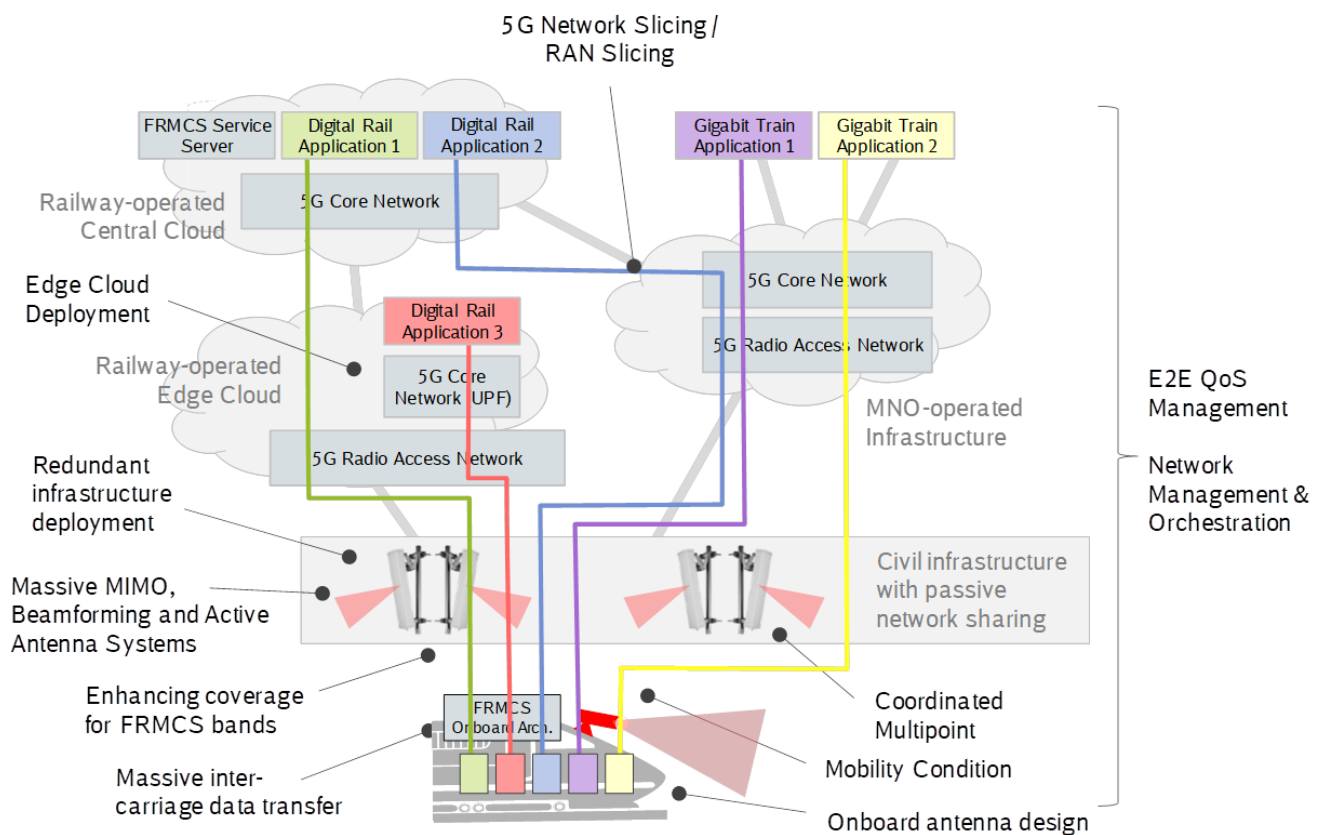 5G Network Slicing /
RAN Slicing
FRMCS Service
Server
Digital Rail
Application 1
Digital Rail
Application 2
Gigabit Train
Application 1
Gigabit Train
Application 2
5G Core Network
Railway-operated
Central Cloud
Edge Cloud
Deployment
5G Core Network
5G Radio Access Network
Digital Rail
Application 3
Railway-operated
Edge Cloud
5G Core
Network (UPF)
MNO-operated
Infrastructure
E2E QoS
Management
5G Radio Access Network
Redundant
infrastructure
deployment
Network
Management &
Orchestration
Civil infrastructure
with passive
network sharing
Massive MIMO,
Beamforming and Active
Antenna Systems
Enhancing coverage
for FRMCS bands
FRMCS
Onboard Arch.
Coordinated
Multipoint
Massive inter-
carriage data transfer
Mobility Condition
Onboard antenna design